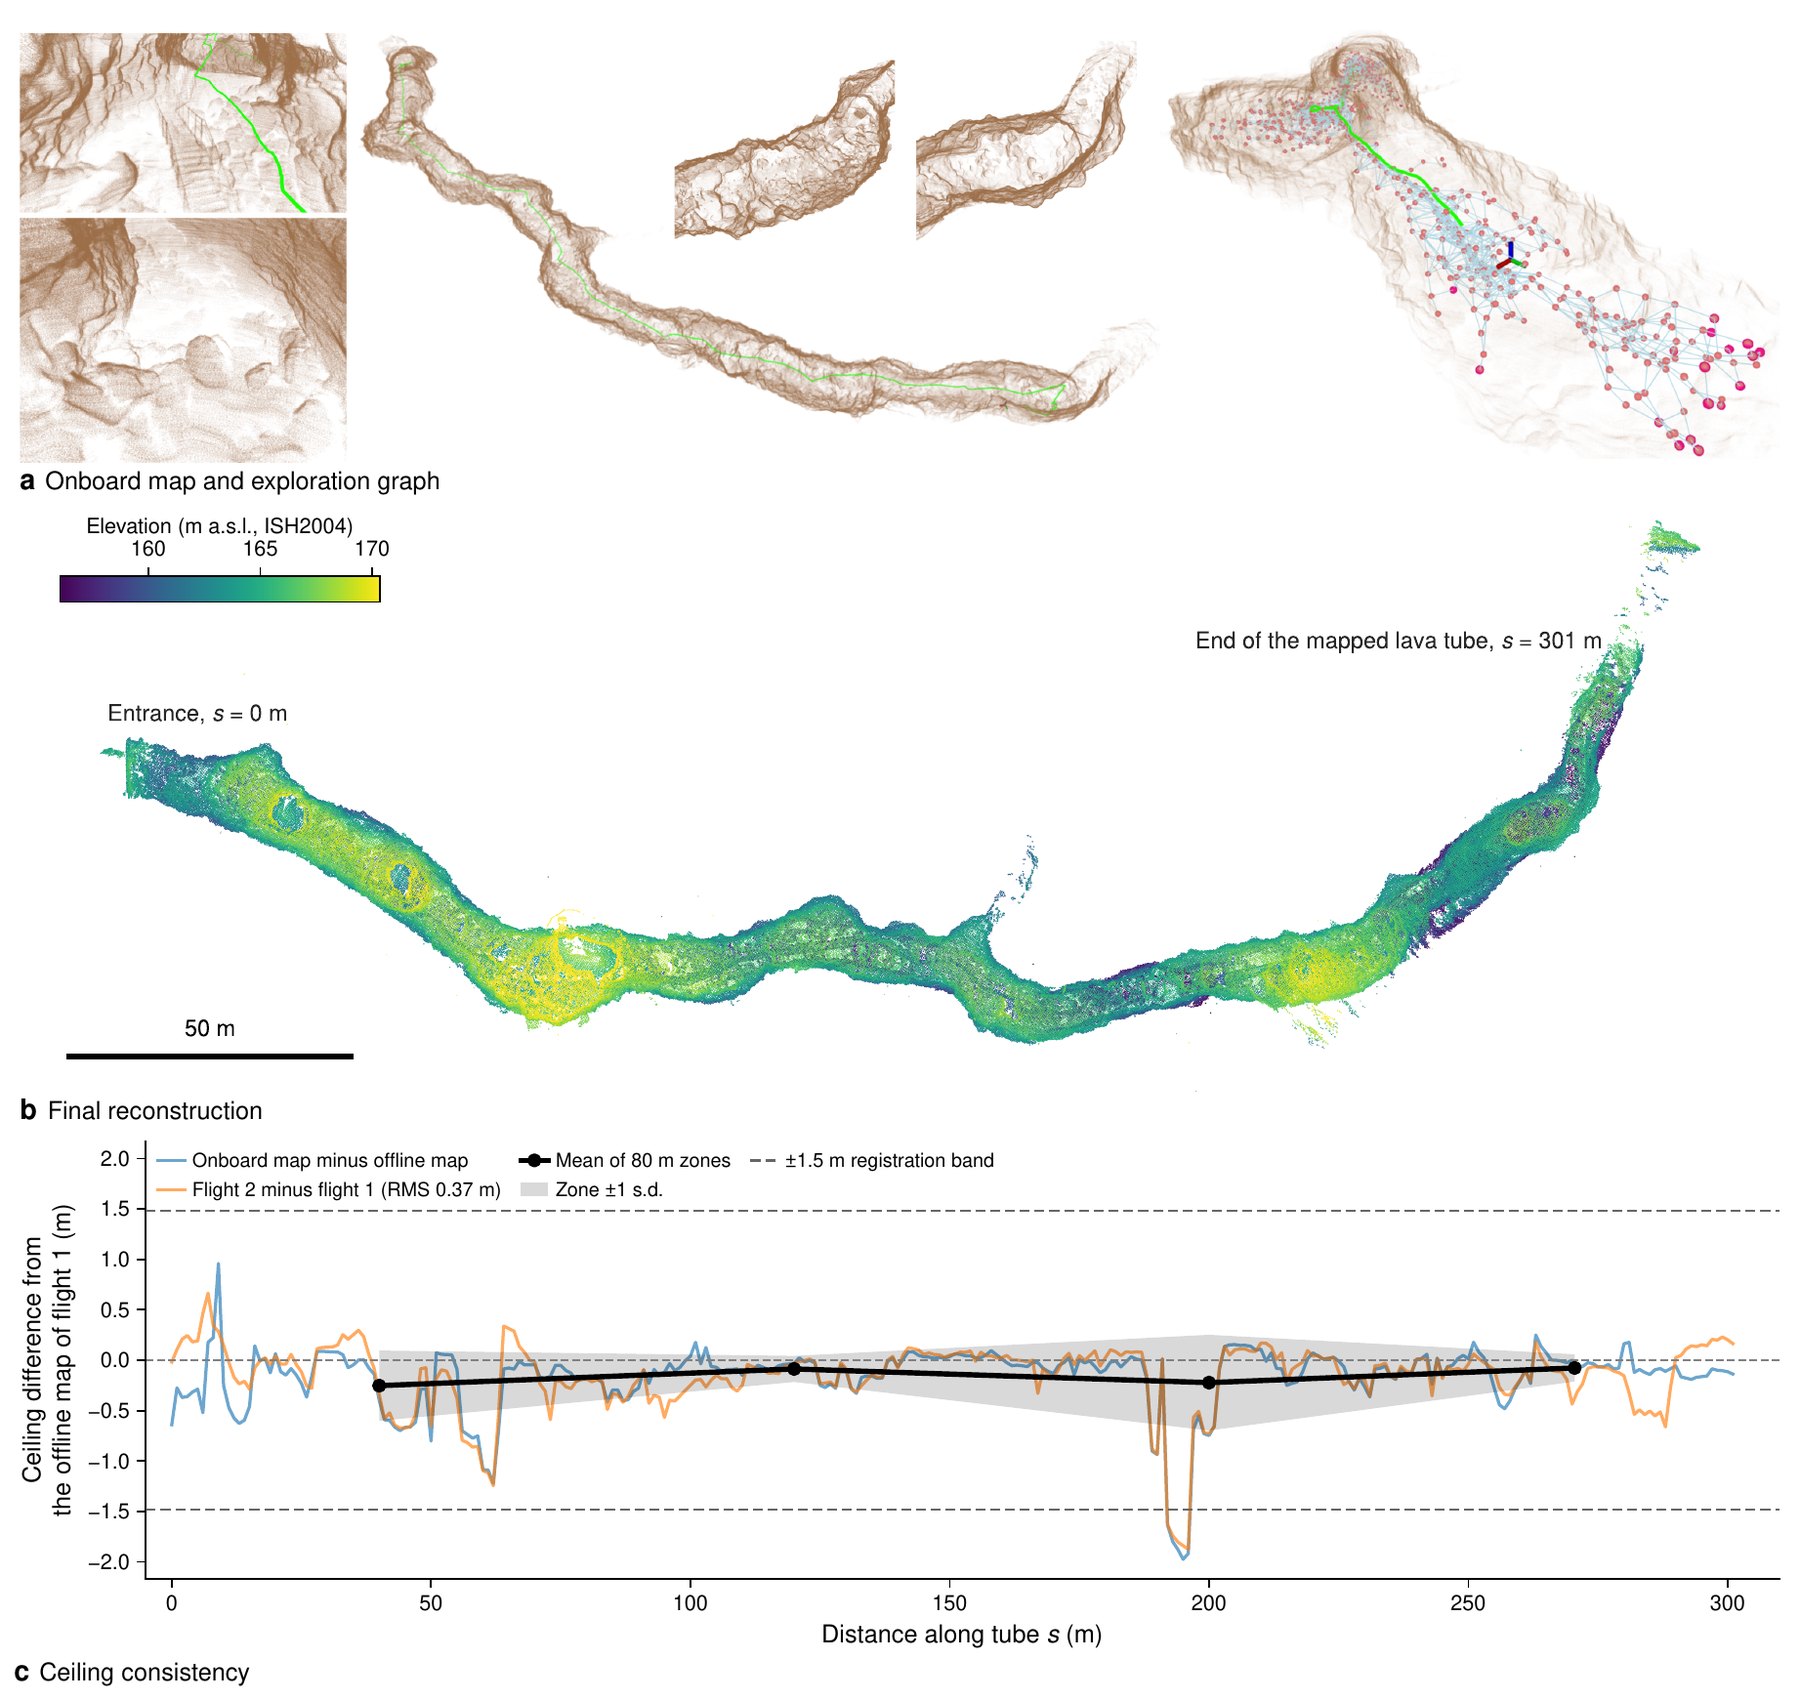 a Onboard map and exploration graph
Elevation (m a.s.l., ISH2004)
160 165 170
End of the mapped lava tube, s = 301 m
Entrance, s = 0 m
50 m
b Final reconstruction
Onboard map minus offline map
Flight 2 minus flight 1 (RMS 0.37 m)
Mean of 80 m zones
Zone ±1 s.d.
±1.5 m registration band
Ceiling difference from
the offline map of flight 1 (m)
2.0
1.5
1.0
0.5
0.0
−0.5
−1.0
−1.5
−2.0
0 50 100 150 200 250 300
Distance along tube s (m)
c Ceiling consistency